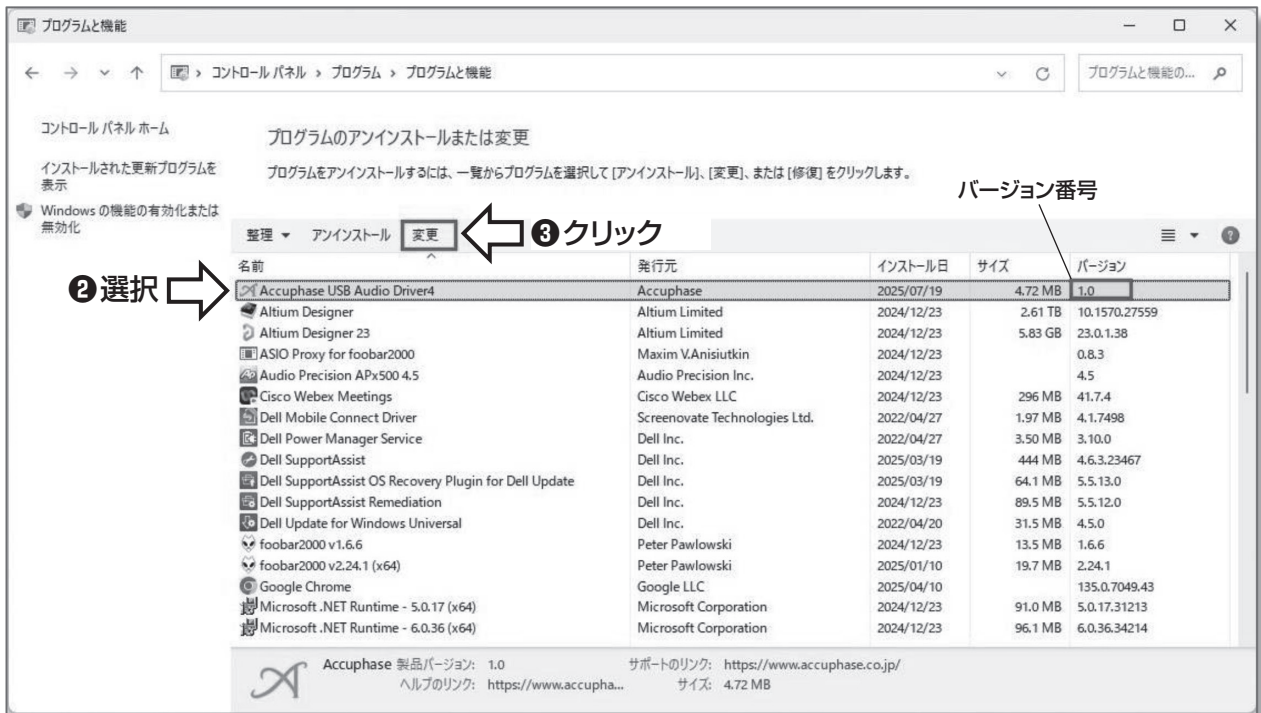 プログラムと機能
コントロール パネル › プログラム › プログラムと機能
プログラムと機能の...
コントロール パネル ホーム
インストールされた更新プログラムを
表示
Windows の機能の有効化または
無効化
プログラムのアンインストールまたは変更
プログラムをアンインストールするには、一覧からプログラムを選択して [アンインストール]、[変更]、または [修復] をクリックします。
バージョン番号
整理 アンインストール 変更 ❸クリック
名前 発行元 インストール日 サイズ バージョン
❷選択
Accuphase USB Audio Driver4 Accuphase 2025/07/19 4.72 MB 1.0
Altium Designer Altium Limited 2024/12/23 2.61 TB 10.1570.27559
Altium Designer 23 Altium Limited 2024/12/23 5.83 GB 23.0.1.38
ASIO Proxy for foobar2000 Maxim V.Anisiutkin 2024/12/23 0.8.3
Audio Precision APx500 4.5 Audio Precision Inc. 2024/12/23 4.5
Cisco Webex Meetings Cisco Webex LLC 2024/12/23 296 MB 41.7.4
Dell Mobile Connect Driver Screenovate Technologies Ltd. 2022/04/27 1.97 MB 4.1.7498
Dell Power Manager Service Dell Inc. 2022/04/27 3.50 MB 3.10.0
Dell SupportAssist Dell Inc. 2025/03/19 444 MB 4.6.3.23467
Dell SupportAssist OS Recovery Plugin for Dell Update Dell Inc. 2025/03/19 64.1 MB 5.5.13.0
Dell SupportAssist Remediation Dell Inc. 2024/12/23 89.5 MB 5.5.12.0
Dell Update for Windows Universal Dell Inc. 2022/04/20 31.5 MB 4.5.0
foobar2000 v1.6.6 Peter Pawlowski 2024/12/23 13.5 MB 1.6.6
foobar2000 v2.24.1 (x64) Peter Pawlowski 2025/01/10 19.7 MB 2.24.1
Google Chrome Google LLC 2025/04/10 135.0.7049.43
Microsoft .NET Runtime - 5.0.17 (x64) Microsoft Corporation 2024/12/23 91.0 MB 5.0.17.31213
Microsoft .NET Runtime - 6.0.36 (x64) Microsoft Corporation 2024/12/23 96.1 MB 6.0.36.34214
Accuphase 製品バージョン: 1.0 サポートのリンク: https://www.accuphase.co.jp/
ヘルプのリンク: https://www.accupha... サイズ: 4.72 MB